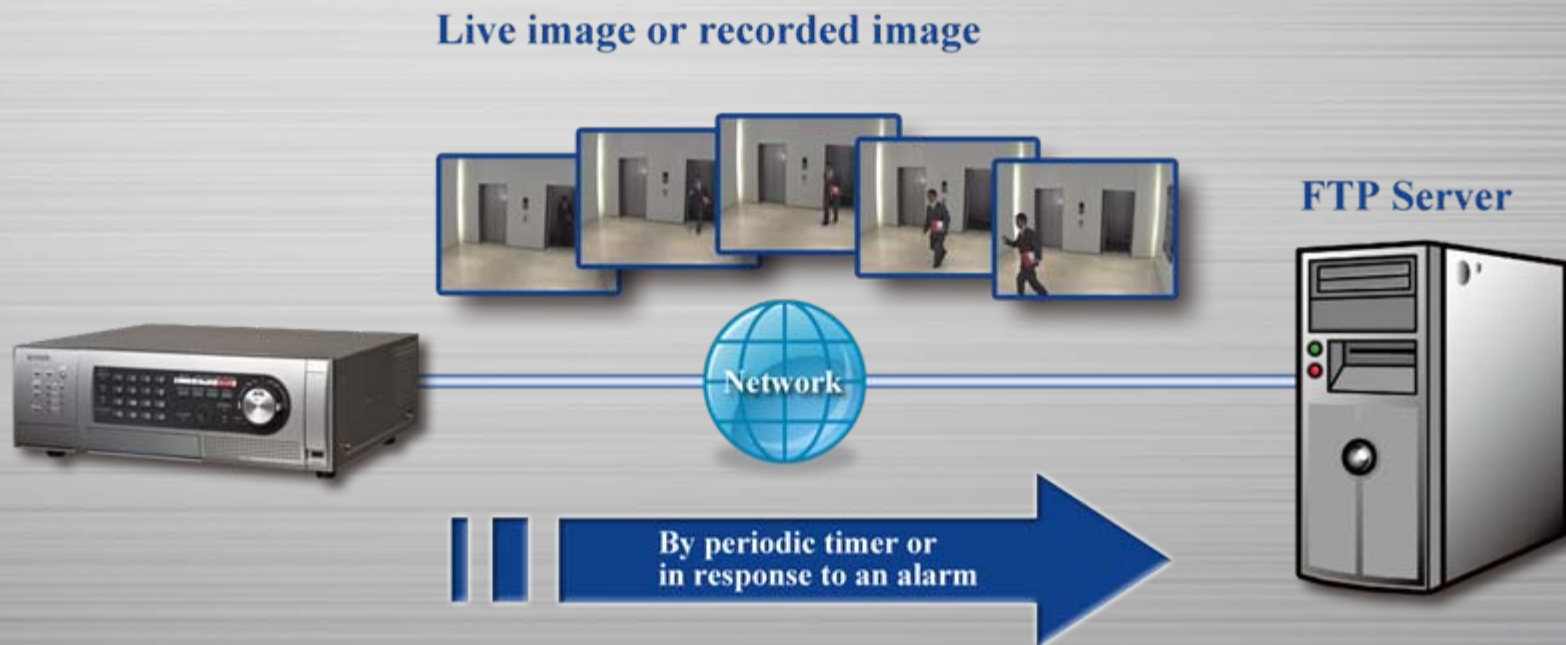 Live image or recorded image
FTP Server
Network
By periodic timer or
in response to an alarm